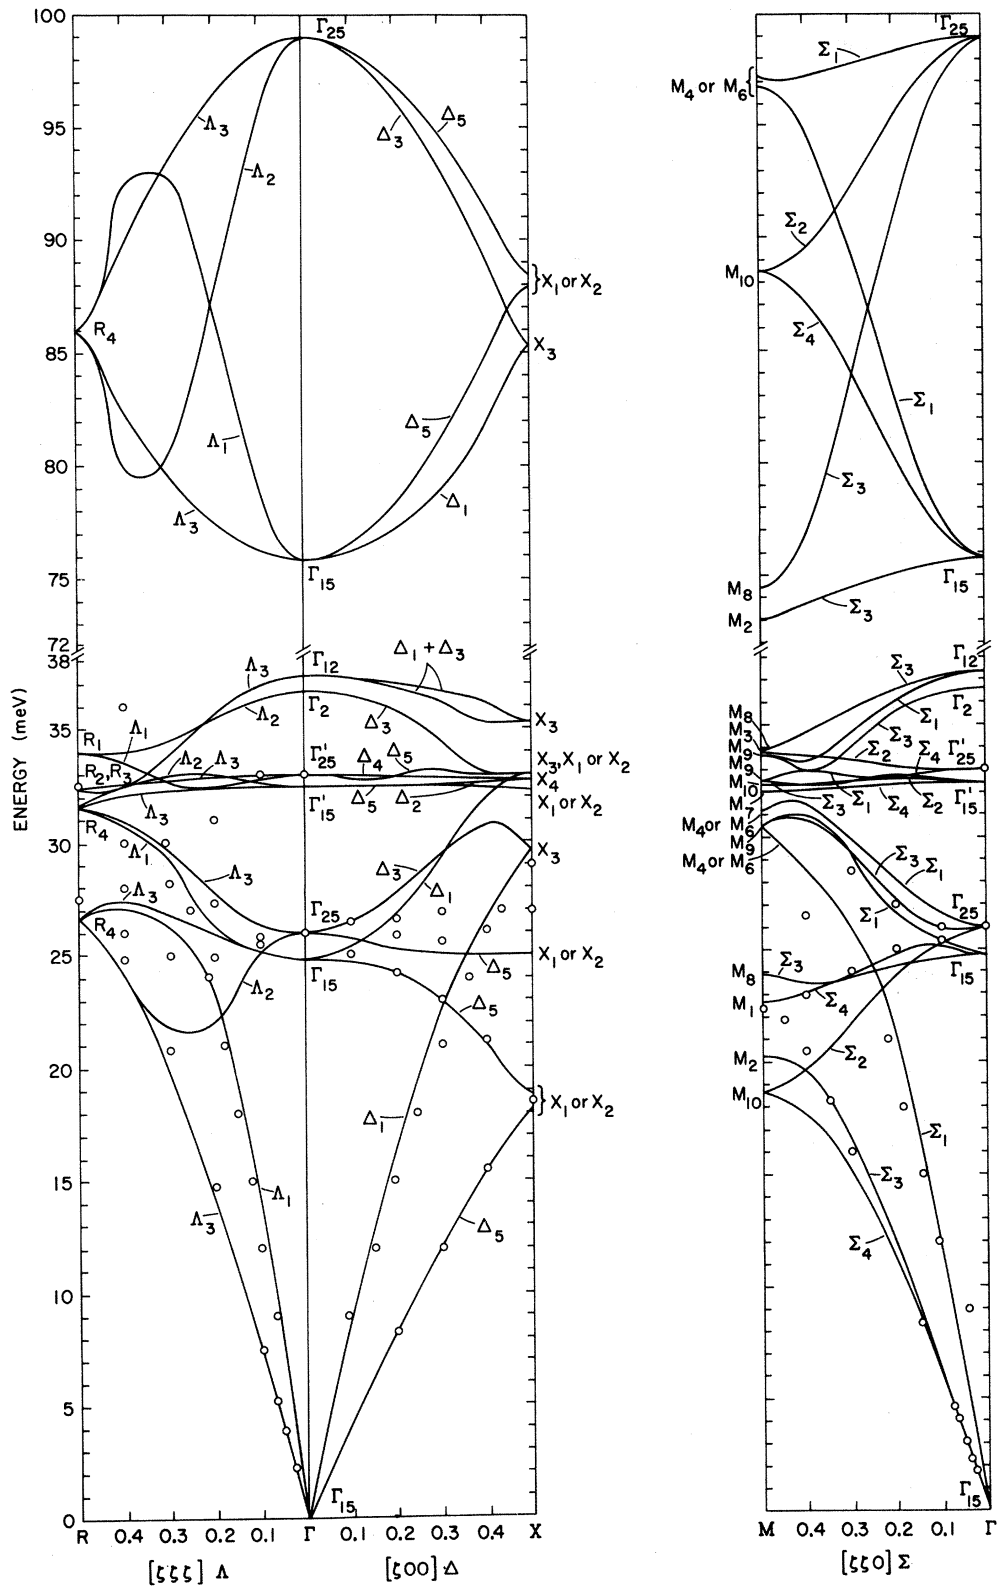 100
Γ25
Γ25
Σ1
M4 or M6{
95
Λ3
Δ5
Δ3
Λ2
90
Σ2
}X1 or X2
M10
R4
85
X3
Σ4
Δ5
Σ1
Λ1
80
Σ3
Δ1
Λ3
75
Γ15
Γ15
M8
Σ3
M2
72
38
Λ3
Γ12
Δ1 + Δ3
Σ3
Γ12
Λ2
Γ2
Δ3
X3
M8
Σ1
Γ2
35
Λ1
M3
Σ3
R1
M9
Σ2
Σ4
Γ'25
Λ2
Λ3
Γ'25
Δ4
Δ5
X3,X1 or X2
R2,R3
X4
M9
M10
Λ3
Γ'15
Δ5
Δ2
X1 or X2
Σ3
Σ1
Σ4
Σ2
Γ'15
M7
R4
M4 or M6
30
Λ1
X3
M9
M4 or M6
Λ3
Δ3
Δ1
Σ3
Σ1
Λ3
Γ25
Σ1
Γ25
R4
25
Γ15
Δ5
X1 or X2
Γ15
Λ2
M8
Σ3
Δ5
M1
Σ4
20
M2
Σ2
}X1 or X2
M10
Δ1
Σ1
15
Λ1
Σ3
Λ3
Δ5
Σ4
10
5
Γ15
Γ15
0
R 0.4 0.3 0.2 0.1 Γ 0.1 0.2 0.3 0.4 X
M 0.4 0.3 0.2 0.1 Γ
[ζζζ] Λ
[ζ00] Δ
[ζζ0] Σ
ENERGY (meV)